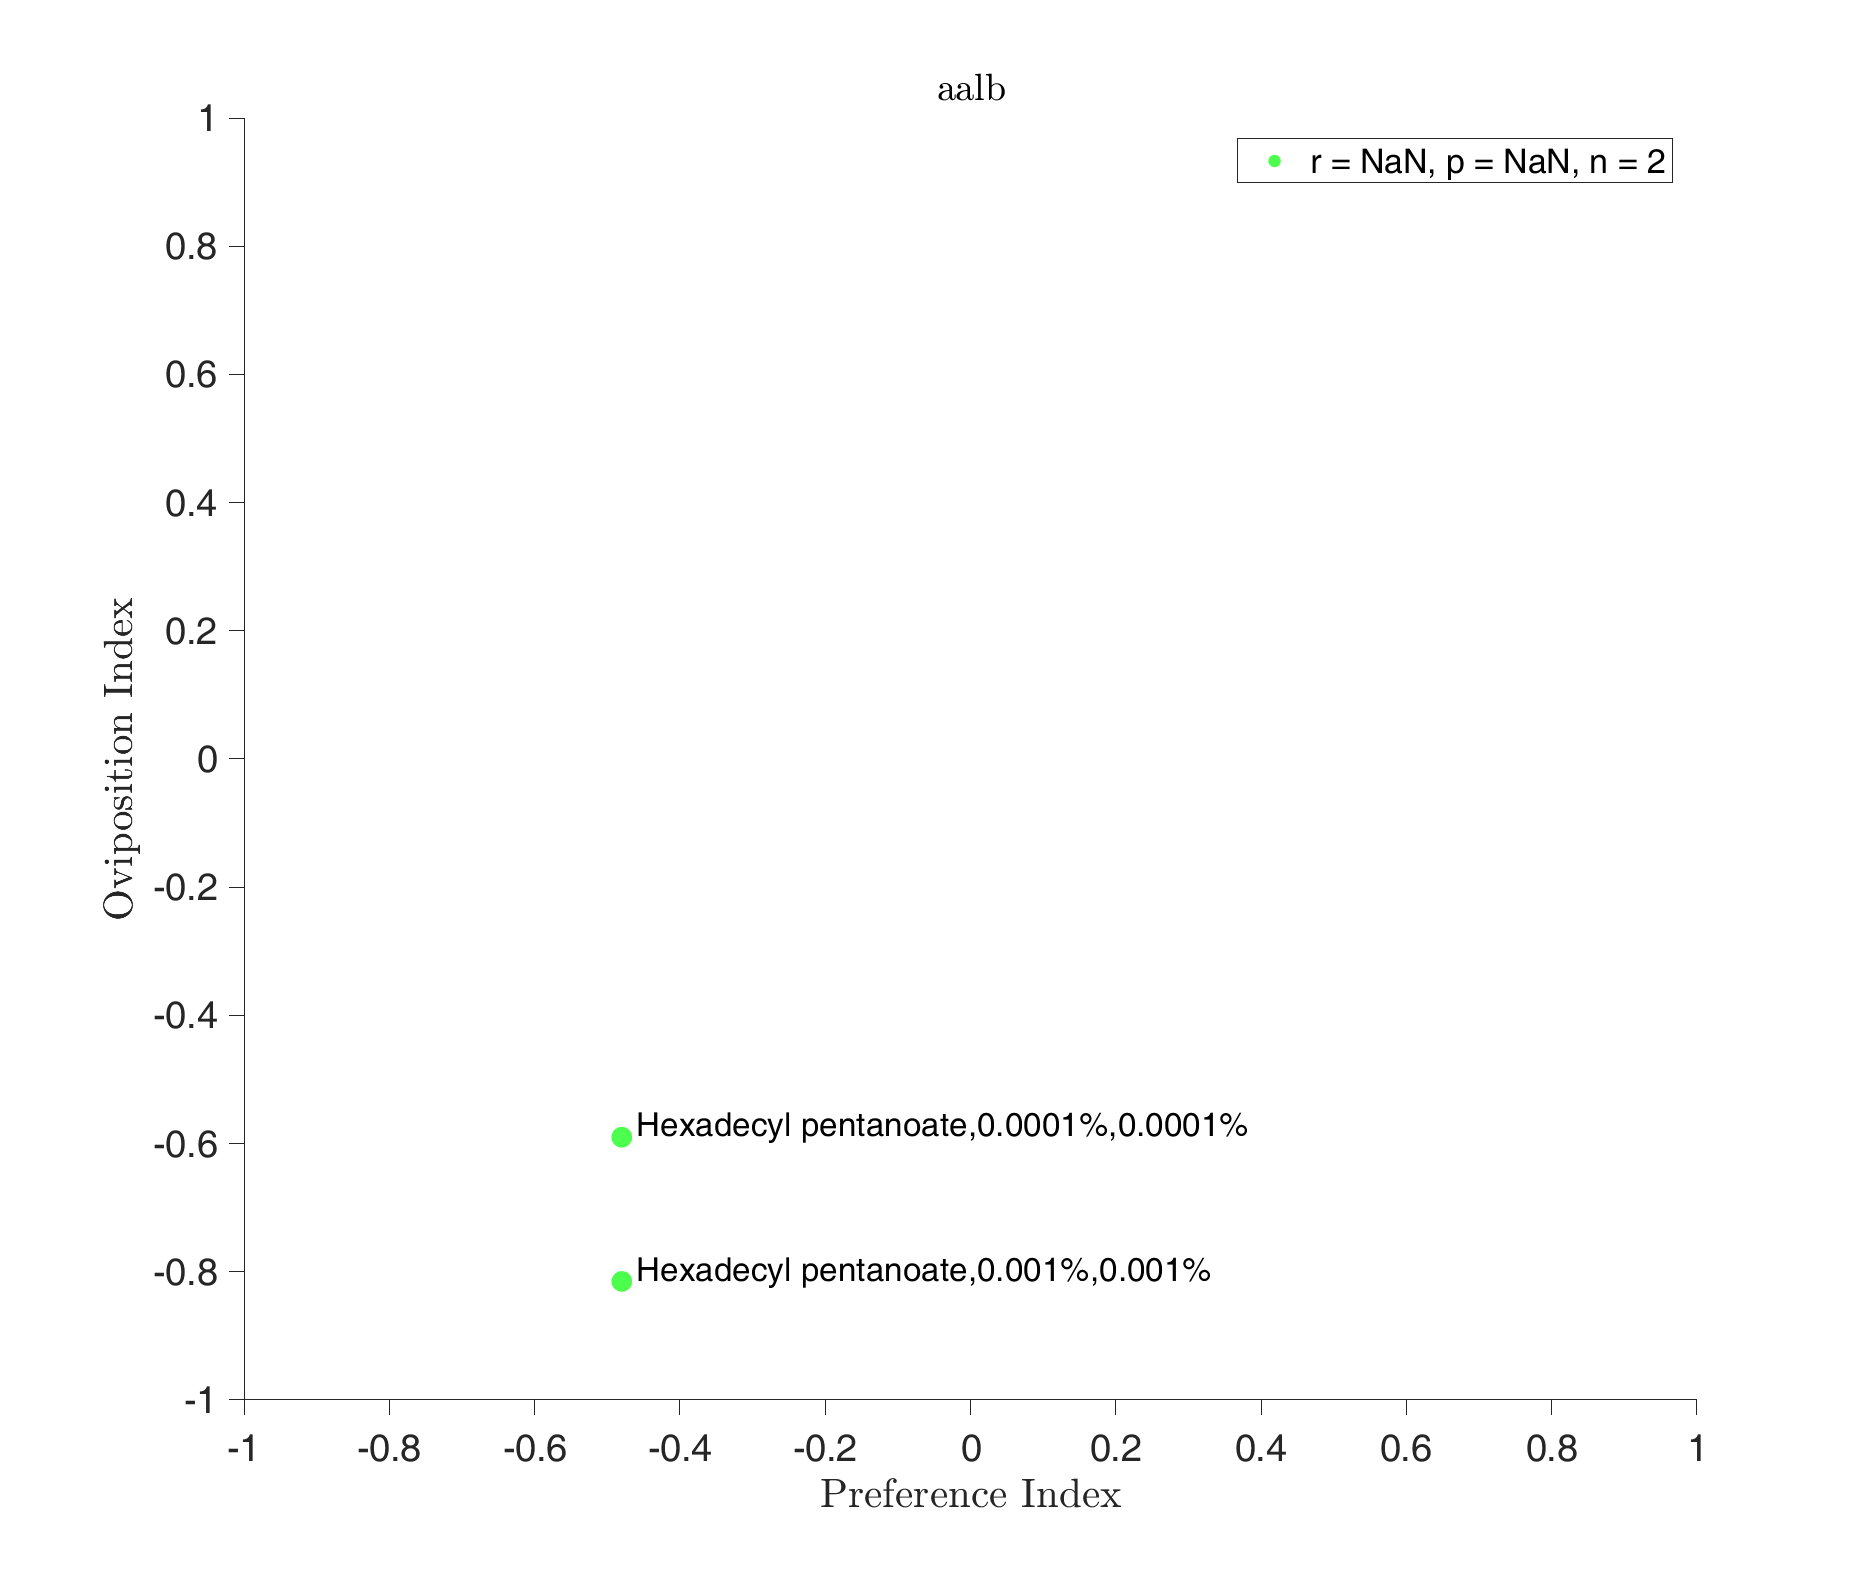 aalb
r = NaN, p = NaN, n = 2
1
0.8
0.6
0.4
0.2
0
-0.2
-0.4
-0.6
-0.8
-1
Oviposition Index
Hexadecyl pentanoate,0.0001%,0.0001%
Hexadecyl pentanoate,0.001%,0.001%
-1 -0.8 -0.6 -0.4 -0.2 0 0.2 0.4 0.6 0.8 1
Preference Index